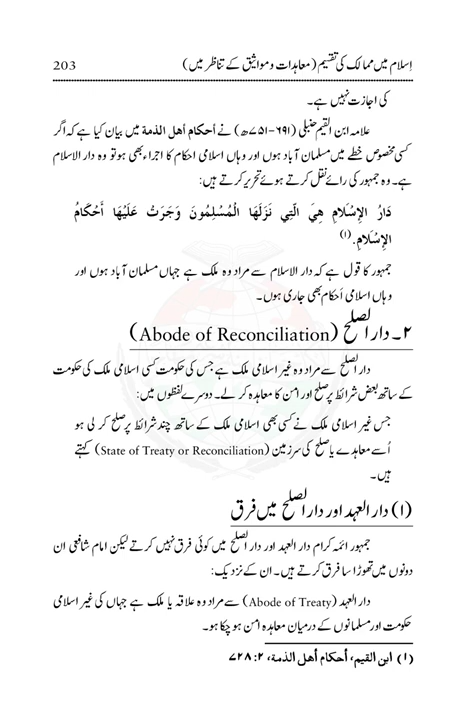 اِسلام میں ممالک کی تقسیم (معاہدات و مواثیق کے تناظر میں) 203
کی اجازت نہیں ہے۔
علامہ ابن القیم حنبلی (۶۹۱-۷۵۱ھ) نے أحكام أهل الذمة میں بیان کیا ہے کہ اگر
کسی مخصوص خطے میں مسلمان آباد ہوں اور وہاں اسلامی احکام کا اجراء بھی ہو تو وہ دار الاسلام
ہے۔ وہ جمہور کی رائے نقل کرتے ہوئے تحریر کرتے ہیں:
دَارُ الإِسْلَامِ هِيَ الَّتِي نَزَلَهَا الْمُسْلِمُونَ وَجَرَتْ عَلَيْهَا أَحْكَامُ
الإِسْلَامِ. (۱)
جمہور کا قول ہے کہ دار الاسلام سے مراد وہ ملک ہے جہاں مسلمان آباد ہوں اور
وہاں اسلامی اَحکام بھی جاری ہوں۔
۲۔ دار الصلح (Abode of Reconciliation)
دار الصلح سے مراد وہ غیر اسلامی ملک ہے جس کی حکومت کسی اسلامی ملک کی حکومت
کے ساتھ بعض شرائط پر صلح اور امن کا معاہدہ کر لے۔ دوسرے لفظوں میں:
جس غیر اسلامی ملک نے کسی بھی اسلامی ملک کے ساتھ چند شرائط پر صلح کر لی ہو
اُسے معاہدے یا صلح کی سرزمین (State of Treaty or Reconciliation) کہتے
ہیں۔
(۱) دار العہد اور دار الصلح میں فرق
جمہور ائمہ کرام دار العہد اور دار الصلح میں کوئی فرق نہیں کرتے لیکن امام شافعی ان
دونوں میں تھوڑا سا فرق کرتے ہیں۔ ان کے نزدیک:
دار العہد (Abode of Treaty) سے مراد وہ علاقہ یا ملک ہے جہاں کی غیر اسلامی
حکومت اور مسلمانوں کے درمیان معاہدہ امن ہو چکا ہو۔
(۱) ابن القيم، أحكام أهل الذمة، ۲: ۷۲۸